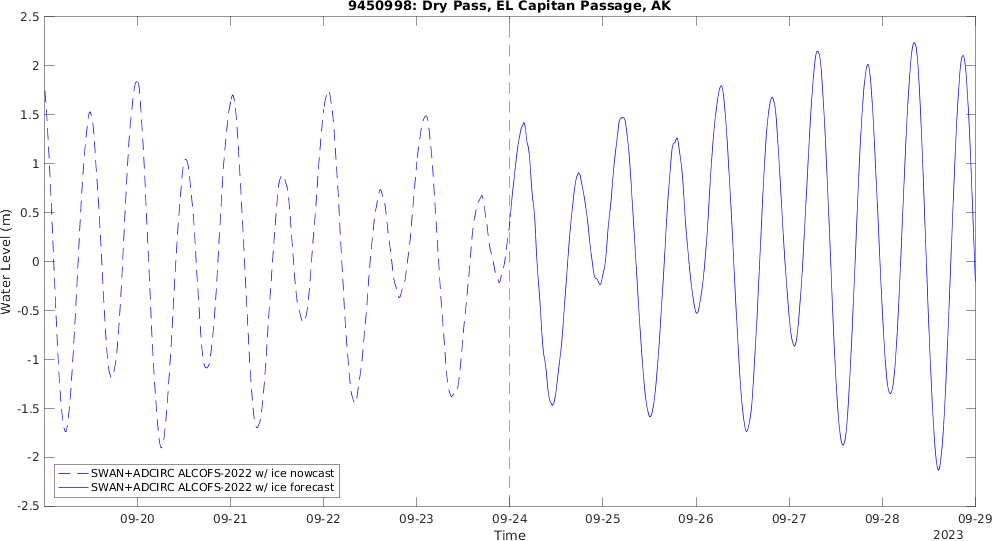 9450998: Dry Pass, EL Capitan Passage, AK
2.5
2
1.5
1
0.5
0
-0.5
-1
-1.5
-2
-2.5
Water Level (m)
SWAN+ADCIRC ALCOFS-2022 w/ ice nowcast
SWAN+ADCIRC ALCOFS-2022 w/ ice forecast
09-20 09-21 09-22 09-23 09-24 09-25 09-26 09-27 09-28 09-29
Time
2023